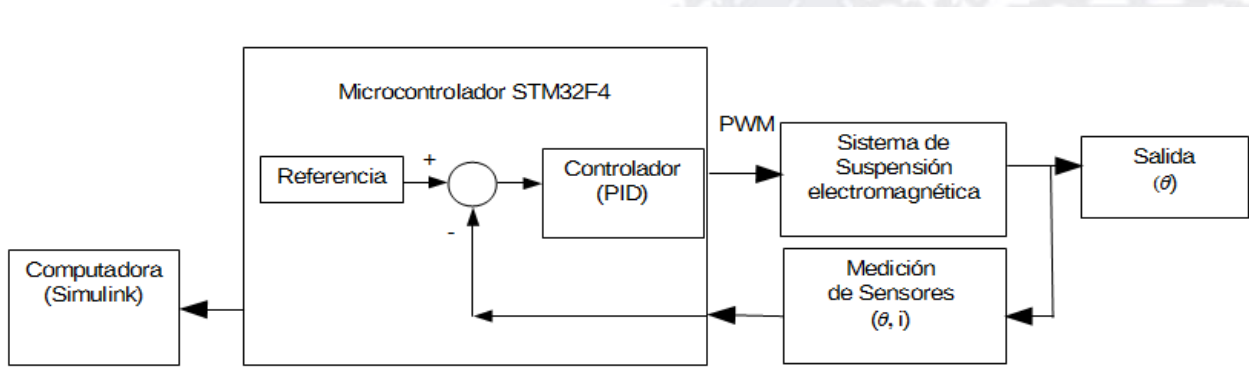 Microcontrolador STM32F4
PWM
Referencia
+
-
Controlador
(PID)
Sistema de
Suspensión
electromagnética
Salida
(θ)
Computadora
(Simulink)
Medición
de Sensores
(θ, i)